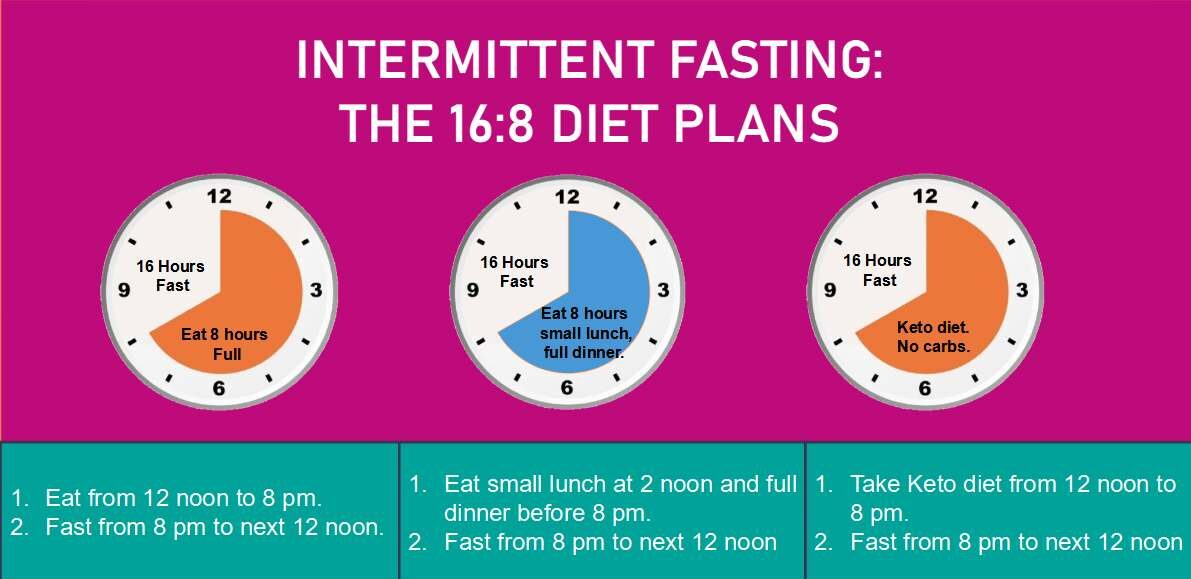 INTERMITTENT FASTING:
THE 16:8 DIET PLANS
12
16 Hours
Fast
9
3
Eat 8 hours
Full
6
12
16 Hours
Fast
9
3
Eat 8 hours
small lunch,
full dinner.
6
12
16 Hours
Fast
9
3
Keto diet.
No carbs.
6
1. Eat from 12 noon to 8 pm.
2. Fast from 8 pm to next 12 noon.
1. Eat small lunch at 2 noon and full
dinner before 8 pm.
2. Fast from 8 pm to next 12 noon
1. Take Keto diet from 12 noon to
8 pm.
2. Fast from 8 pm to next 12 noon